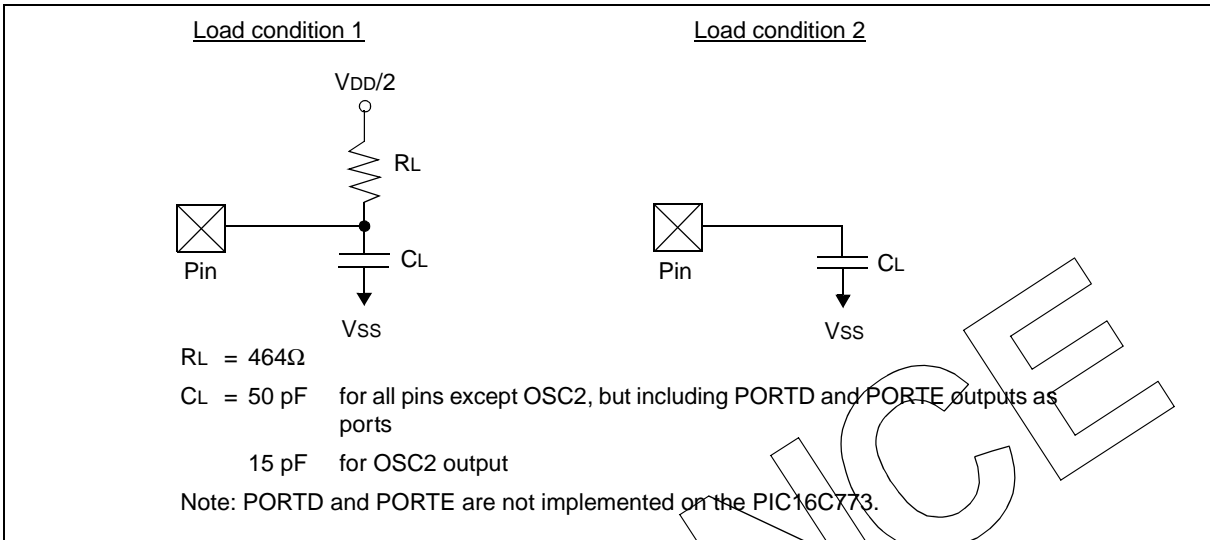 Load condition 1
Load condition 2
VDD/2
RL
CL
Pin
VSS
Pin
CL
VSS
RL = 464Ω
CL = 50 pF for all pins except OSC2, but including PORTD and PORTE outputs as
ports
15 pF for OSC2 output
Note: PORTD and PORTE are not implemented on the PIC16C773.
NCE